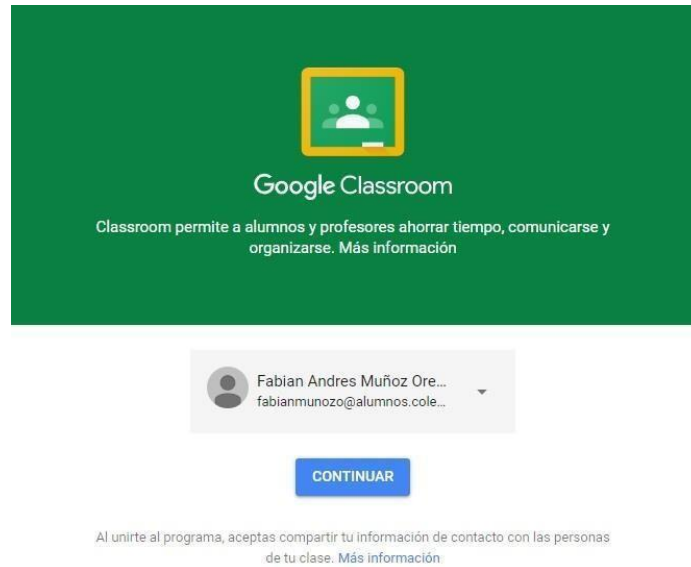 Google Classroom
Classroom permite a alumnos y profesores ahorrar tiempo, comunicarse y
organizarse. Más información
Fabian Andres Muñoz Ore...
fabianmunozo@alumnos.cole...
CONTINUAR
Al unirte al programa, aceptas compartir tu información de contacto con las personas
de tu clase. Más información